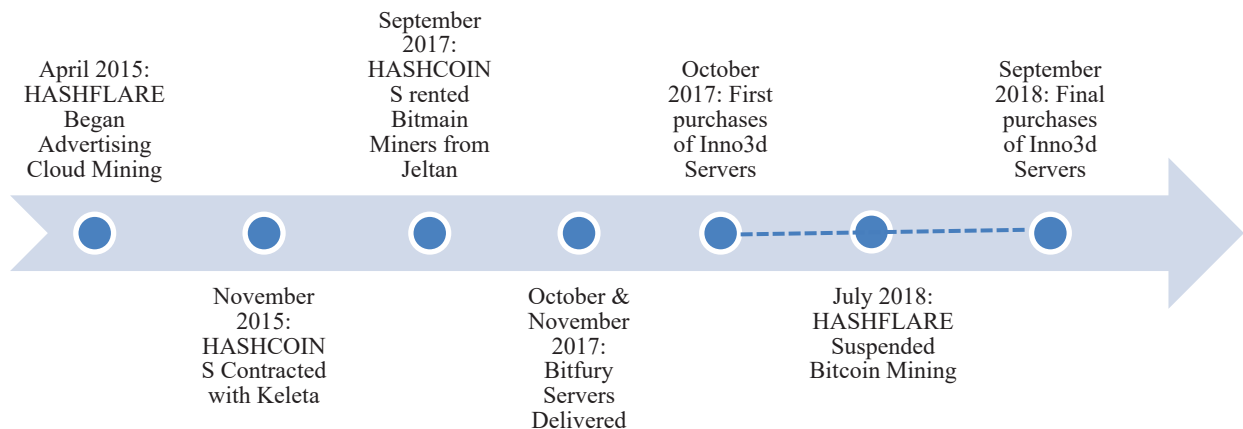 April 2015:
HASHFLARE
Began
Advertising
Cloud Mining
November
2015:
HASHCOIN
S Contracted
with Keleta
September
2017:
HASHCOIN
S rented
Bitmain
Miners from
Jeltan
October &
November
2017:
Bitfury
Servers
Delivered
October
2017: First
purchases
of Inno3d
Servers
July 2018:
HASHFLARE
Suspended
Bitcoin Mining
September
2018: Final
purchases
of Inno3d
Servers